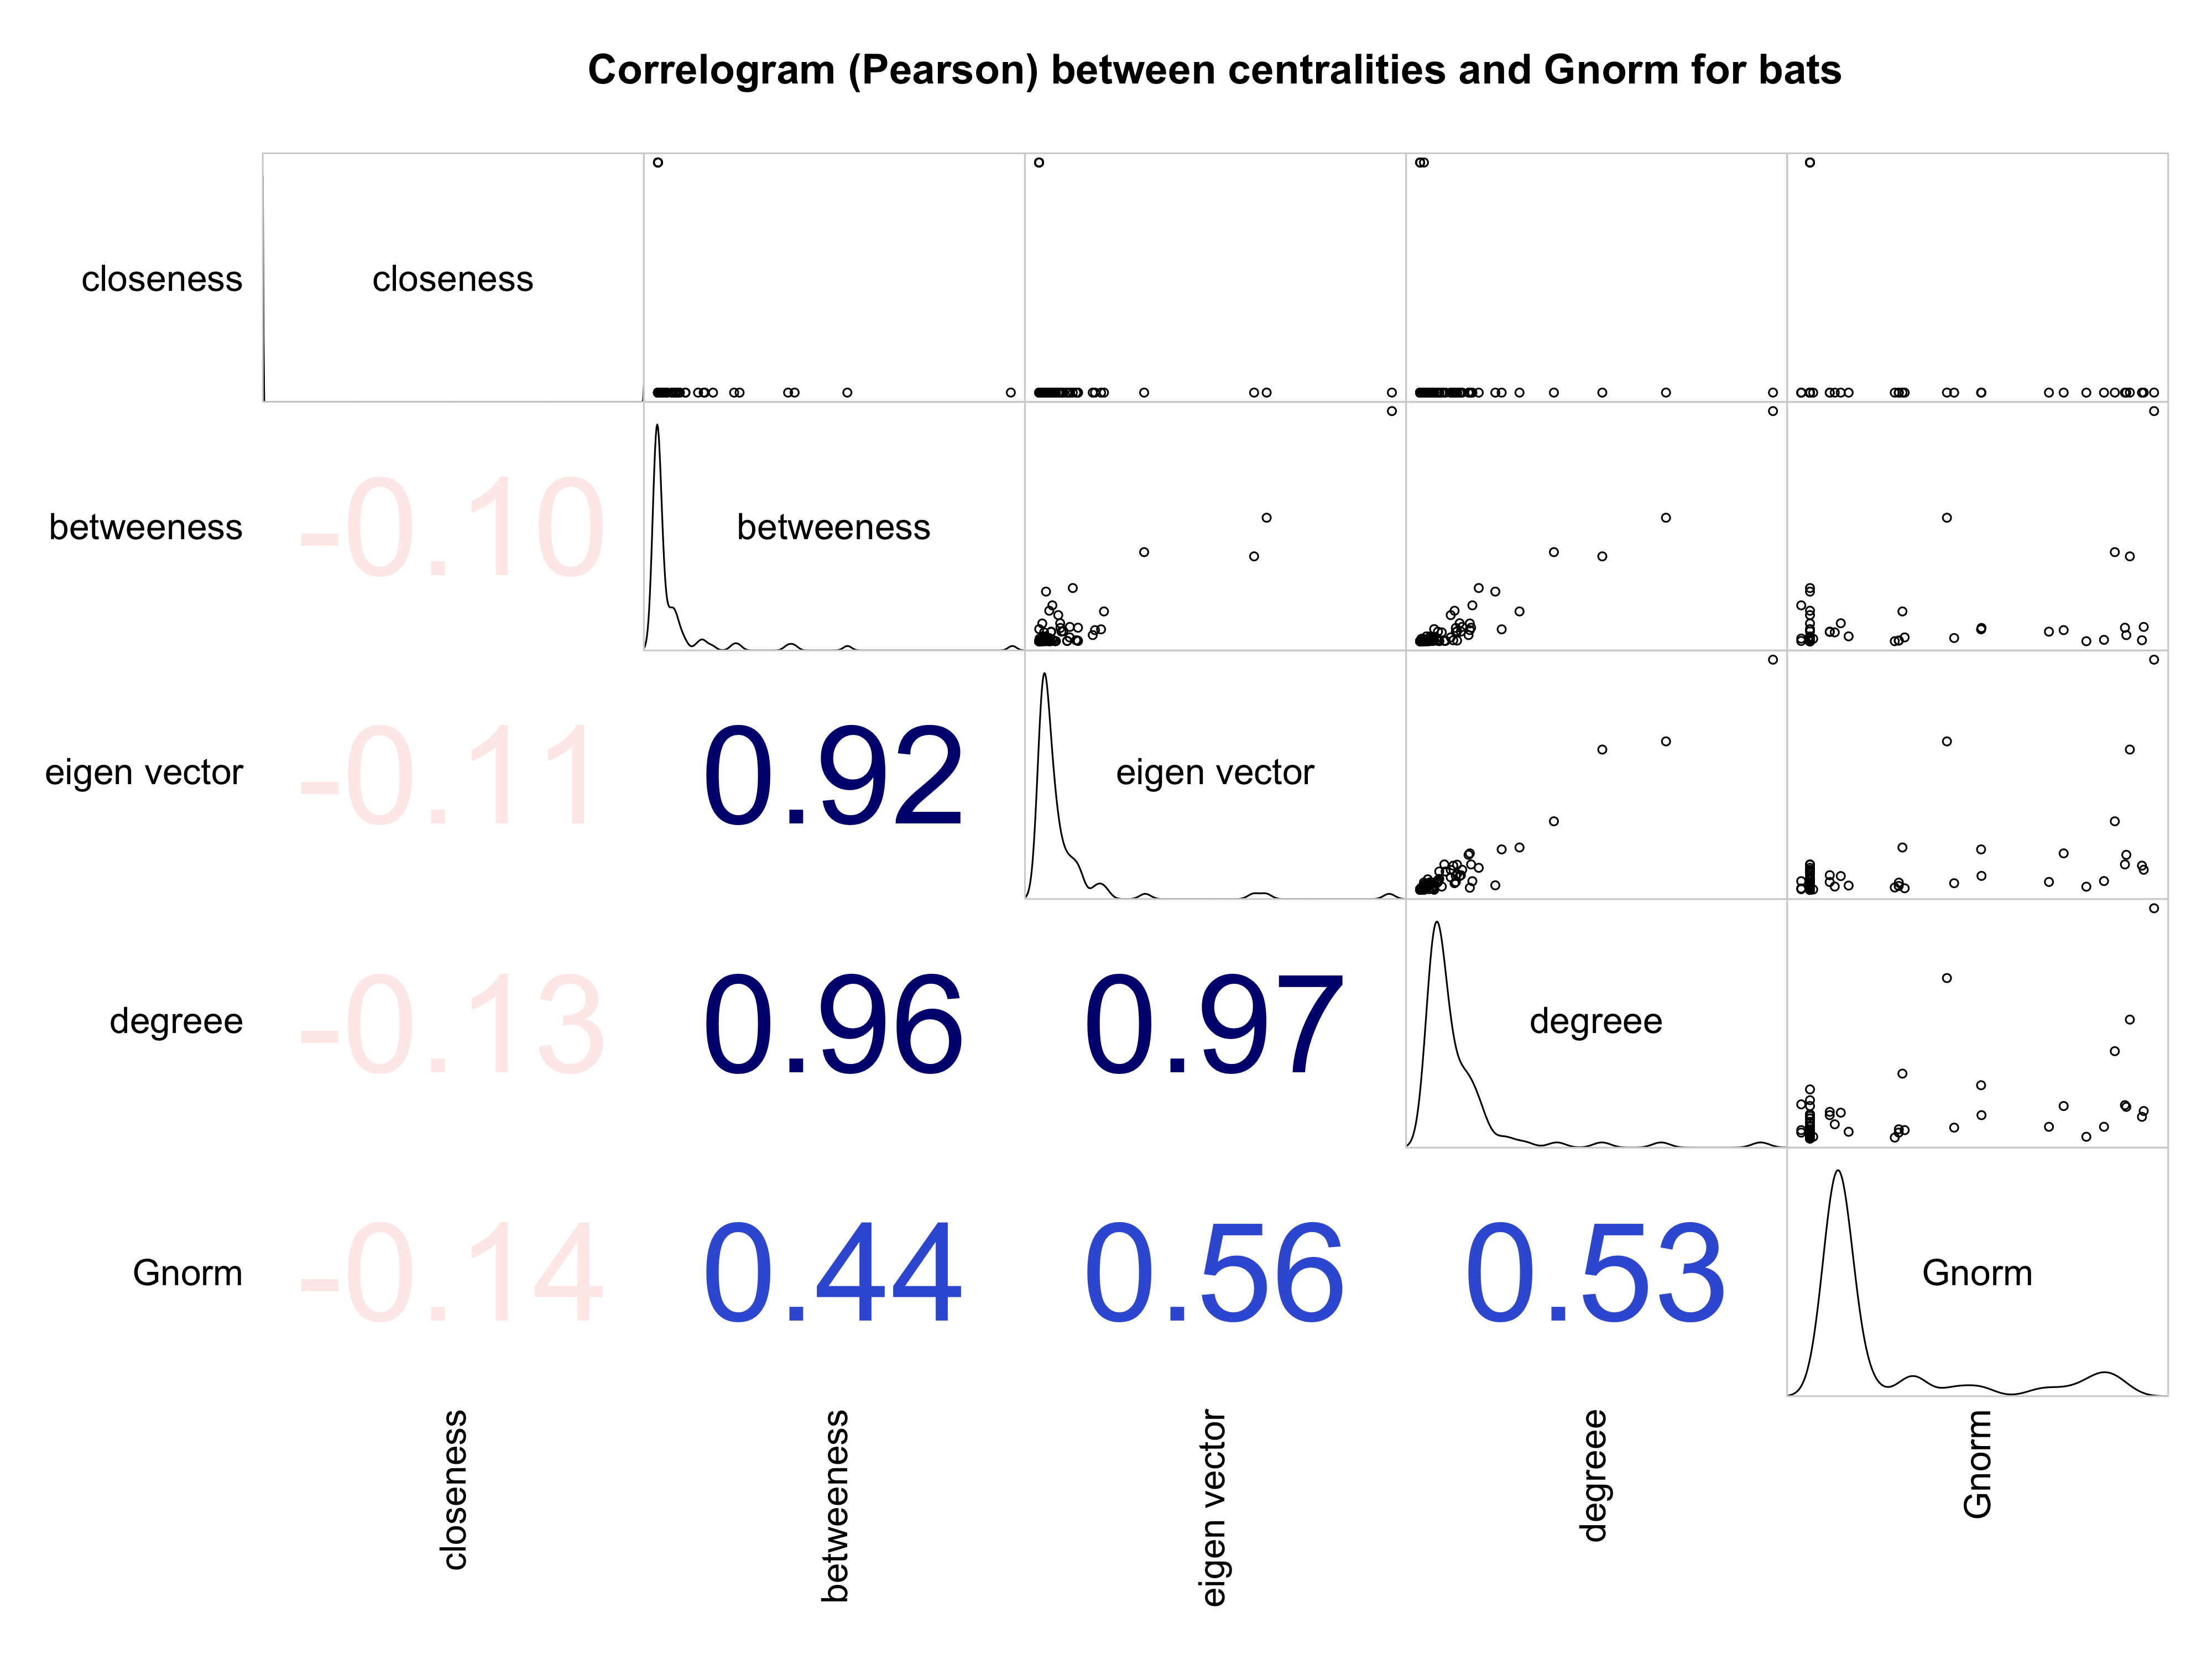 Correlogram (Pearson) between centralities and Gnorm for bats
closeness closeness
betweeness -0.10 betweeness
eigen vector -0.11 0.92 eigen vector
degreee -0.13 0.96 0.97 degreee
Gnorm -0.14 0.44 0.56 0.53 Gnorm
closeness betweeness eigen vector degreee Gnorm